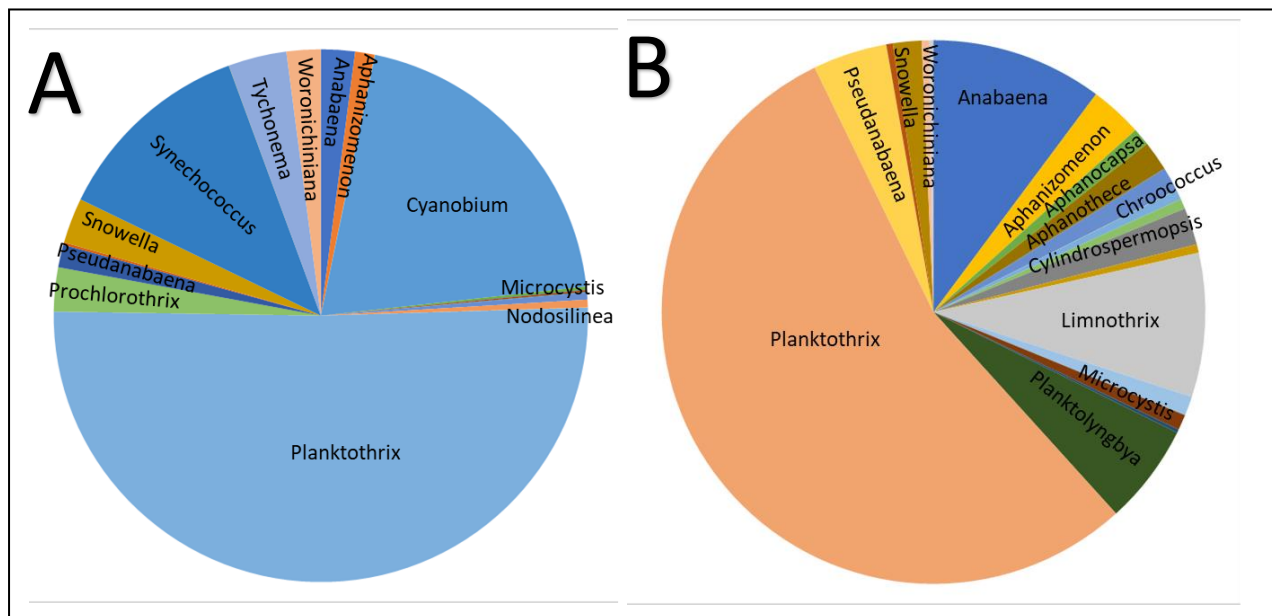 A
Anabaena
Aphanizomenon
Cyanobium
Microcystis
Nodosilinea
Planktothrix
Prochlorothrix
Pseudanabaena
Snowella
Synechococcus
Tychonema
Woronichiniana
B
Anabaena
Aphanizomenon
Aphanocapsa
Aphanothece
Chroococcus
Cylindrospermopsis
Limnothrix
Microcystis
Planktolyngbya
Planktothrix
Pseudanabaena
Snowella
Woronichiniana